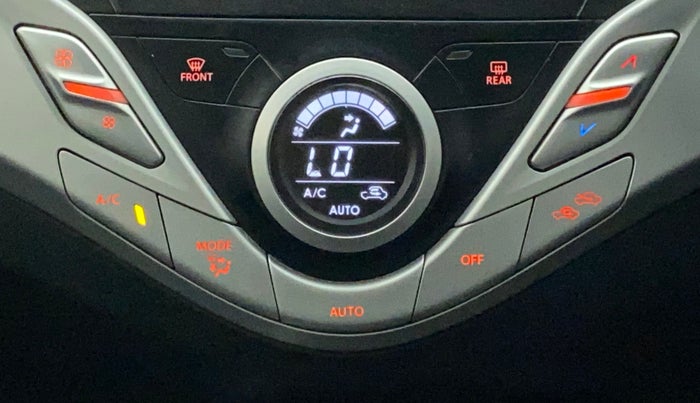 FRONT
REAR
LO
A/C
AUTO
A/C
MODE
OFF
AUTO